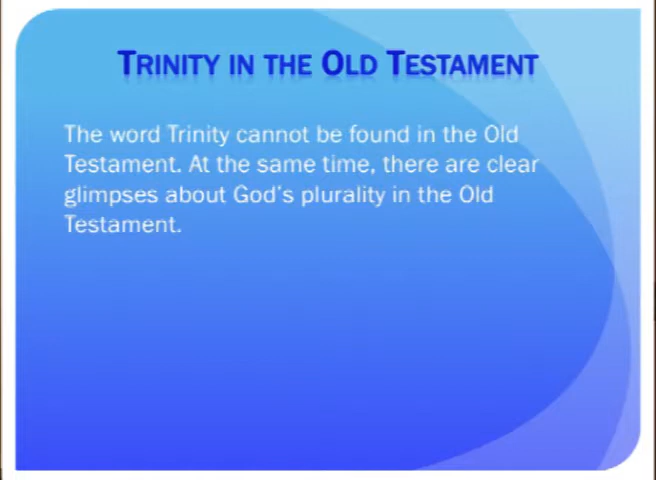 Trinity in the Old Testament
The word Trinity cannot be found in the Old
Testament. At the same time, there are clear
glimpses about God's plurality in the Old
Testament.